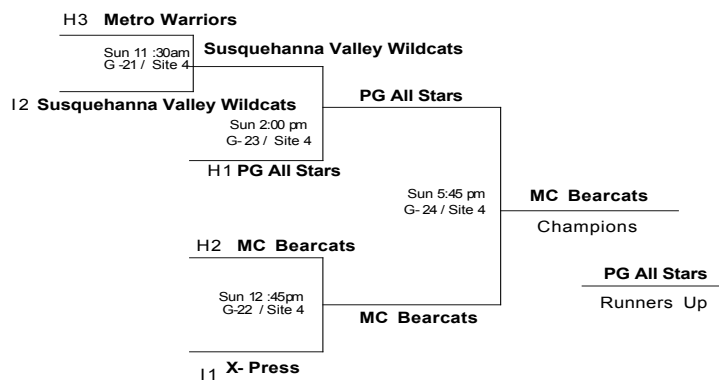 H3 Metro Warriors
Sun 11 :30am
G -21 / Site 4
Susquehanna Valley Wildcats
I2 Susquehanna Valley Wildcats
PG All Stars
Sun 2:00 pm
G- 23 / Site 4
H1 PG All Stars
Sun 5:45 pm
G- 24 / Site 4
MC Bearcats
Champions
H2 MC Bearcats
PG All Stars
Runners Up
Sun 12 :45pm
G-22 / Site 4
MC Bearcats
I1 X- Press